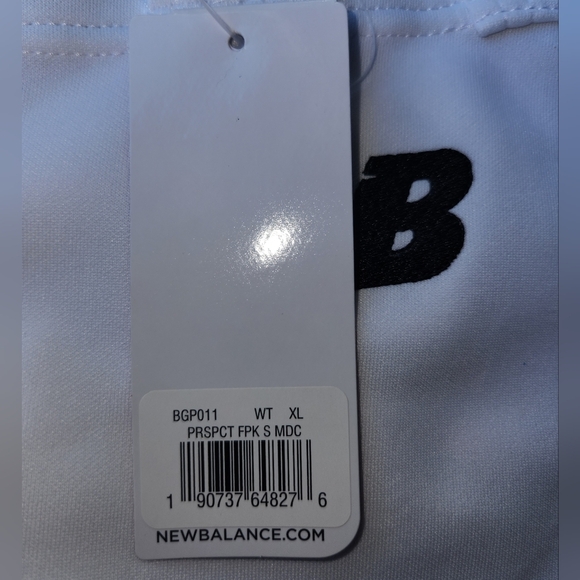 B
BGP011 WT XL
PRSPCT FPK S MDC
1 90737 64827 6
NEWBALANCE.COM